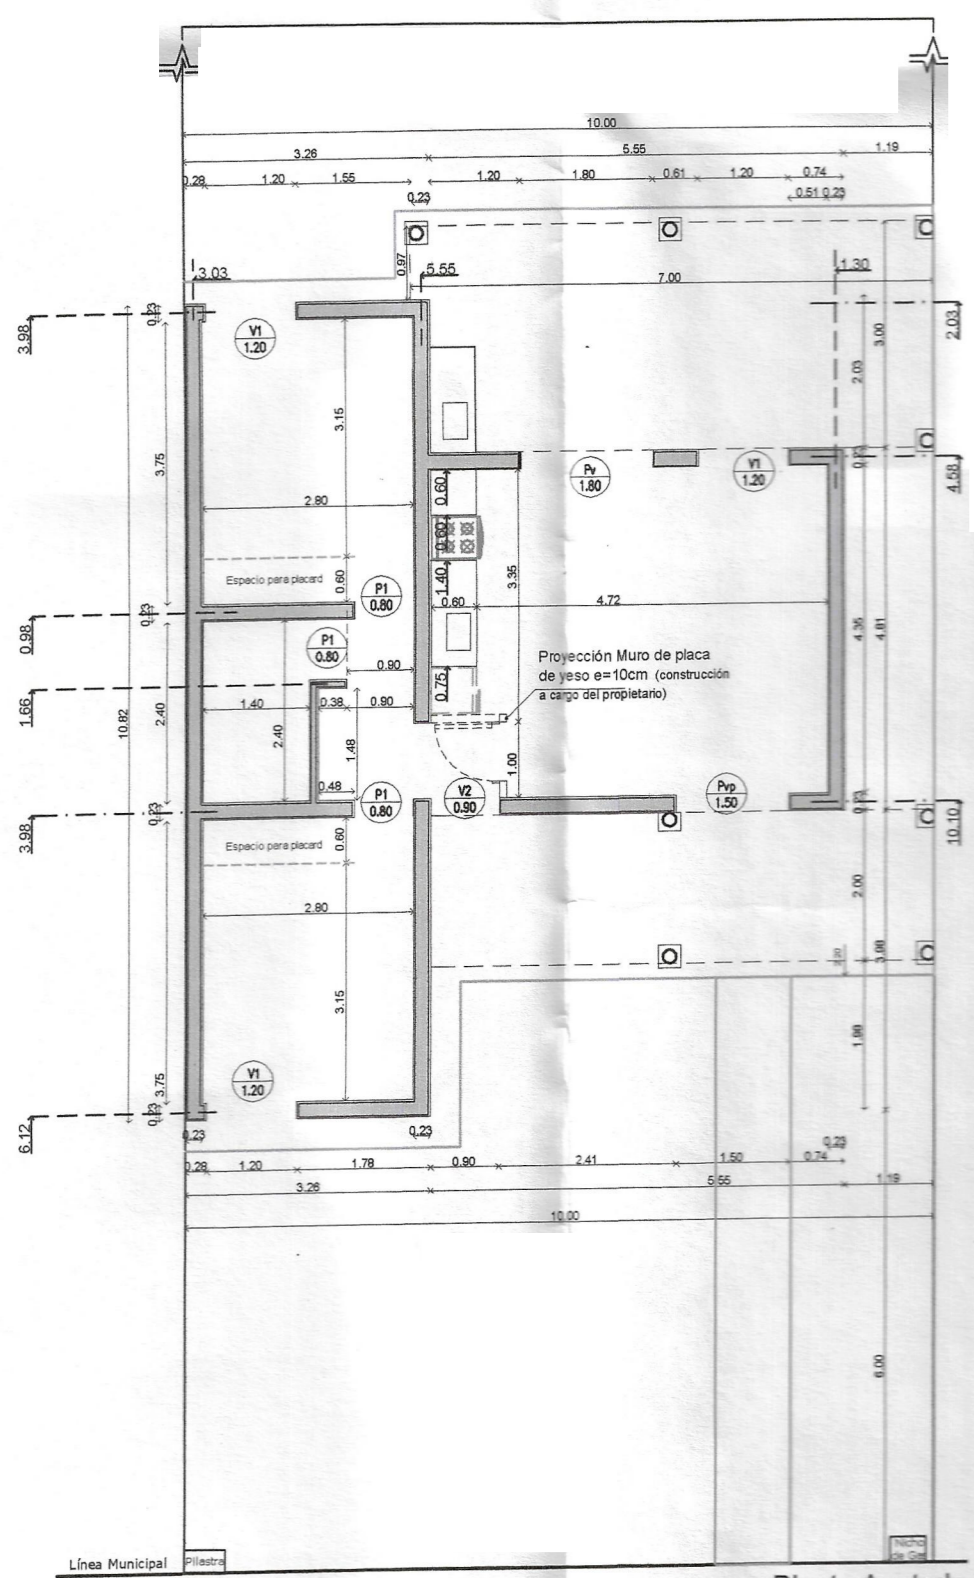 10.00
3.26 5.55 1.19
0.28 1.20 1.55 1.20 1.80 0.61 1.20 0.74
0.23 0.51 0.23
0.97
3.03 5.55 7.00 1.30
3.98 0.23 2.03
V1
1.20
3.00
2.03
3.15
3.75
2.80
0.60
Pv
1.80
V1
1.20
0.23
4.58
0.60
1.40
0.60 4.72
3.35
Espacio para placard
0.60
P1
0.80
0.98 0.23
P1
0.80
0.90
4.35 4.81
Proyección Muro de placa
de yeso e=10cm (construcción
a cargo del propietario)
1.66
10.82
2.40
1.40 0.38 0.90
0.75
2.40
1.48
1.00
0.48
P1
0.80
V2
0.90
Pvp
1.50
3.98 0.23 0.23 10.10
Espacio para placard
0.60
2.00
2.80
3.98
3.15
1.98
V1
1.20
3.75
6.12 0.23
0.23 0.23 0.23
0.28 1.20 1.78 0.90 2.41 1.50 0.74
3.26 5.55 1.19
10.00
6.00
Línea Municipal
Pilastra
Nicho
de Gas